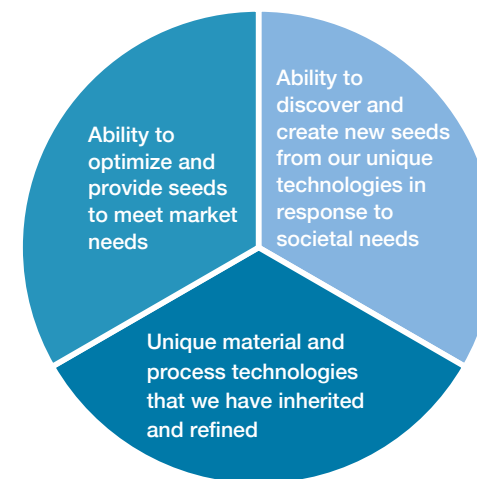 Ability to
optimize and
provide seeds
to meet market
needs
Ability to
discover and
create new seeds
from our unique
technologies in
response to
societal needs
Unique material and
process technologies
that we have inherited
and refined